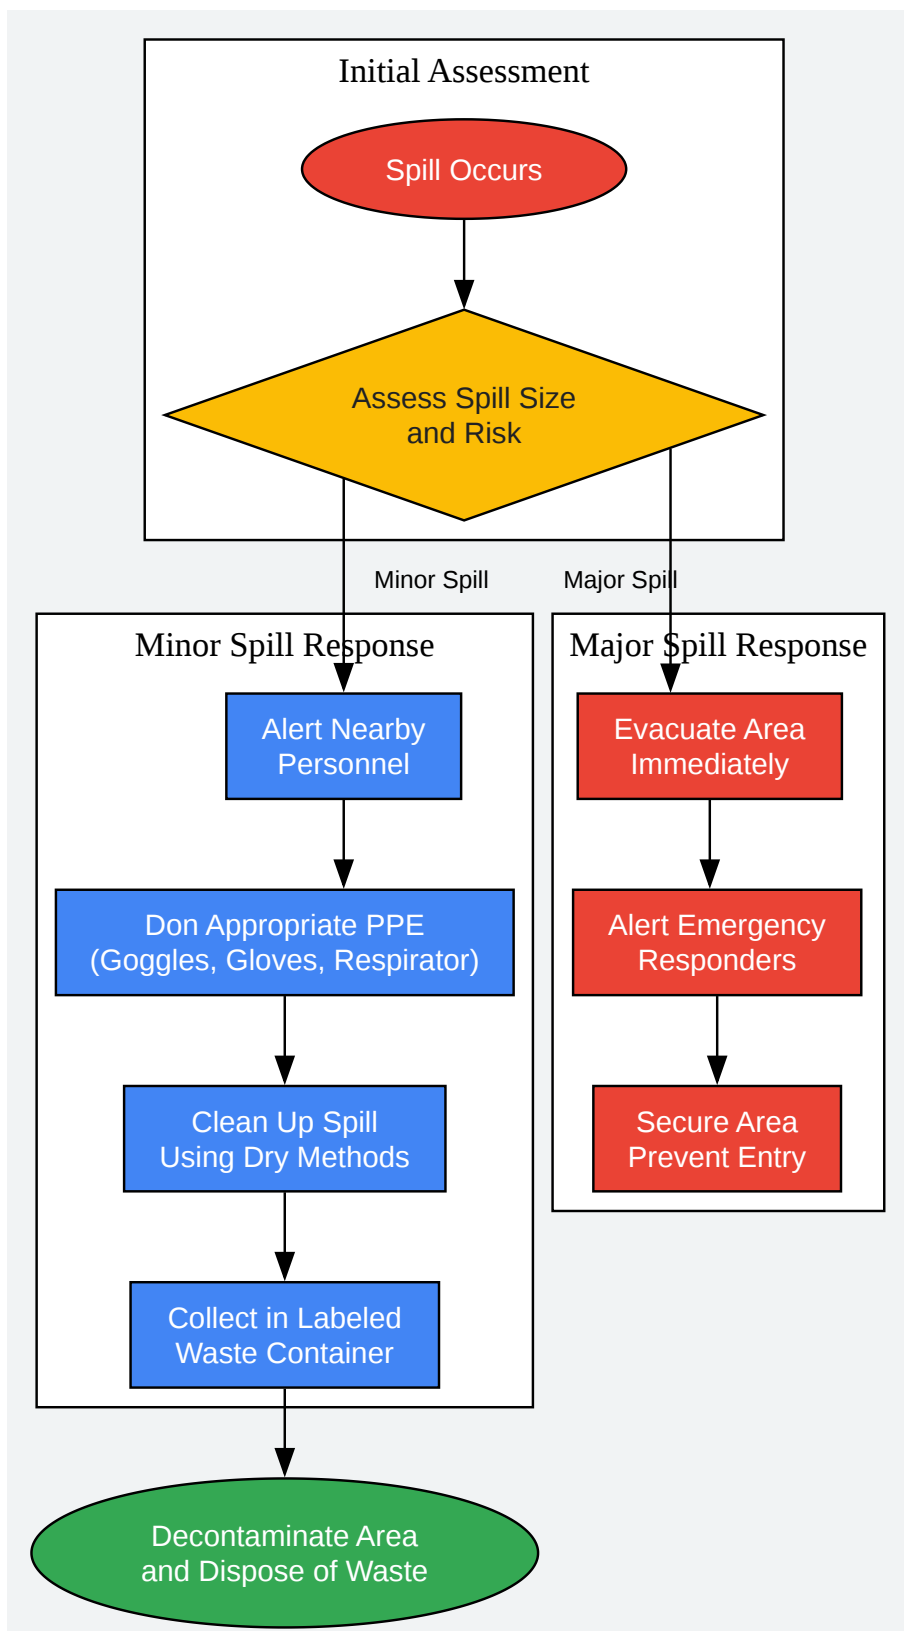 Initial Assessment
Spill Occurs
Assess Spill Size
and Risk
Minor Spill
Major Spill
Minor Spill Response
Alert Nearby
Personnel
Don Appropriate PPE
(Goggles, Gloves, Respirator)
Clean Up Spill
Using Dry Methods
Collect in Labeled
Waste Container
Major Spill Response
Evacuate Area
Immediately
Alert Emergency
Responders
Secure Area
Prevent Entry
Decontaminate Area
and Dispose of Waste